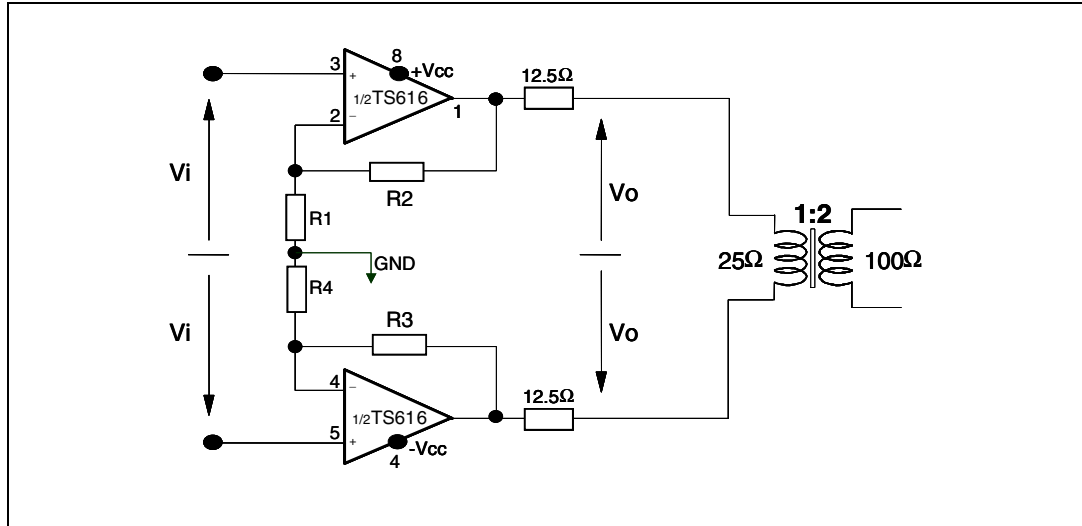 8
3
+Vcc
+
1/2TS616
12.5Ω
2
−
1
Vi
R2
Vo
R1
1:2
GND
25Ω
100Ω
R4
R3
Vi
Vo
4
−
12.5Ω
1/2TS616
5
+
-Vcc
4